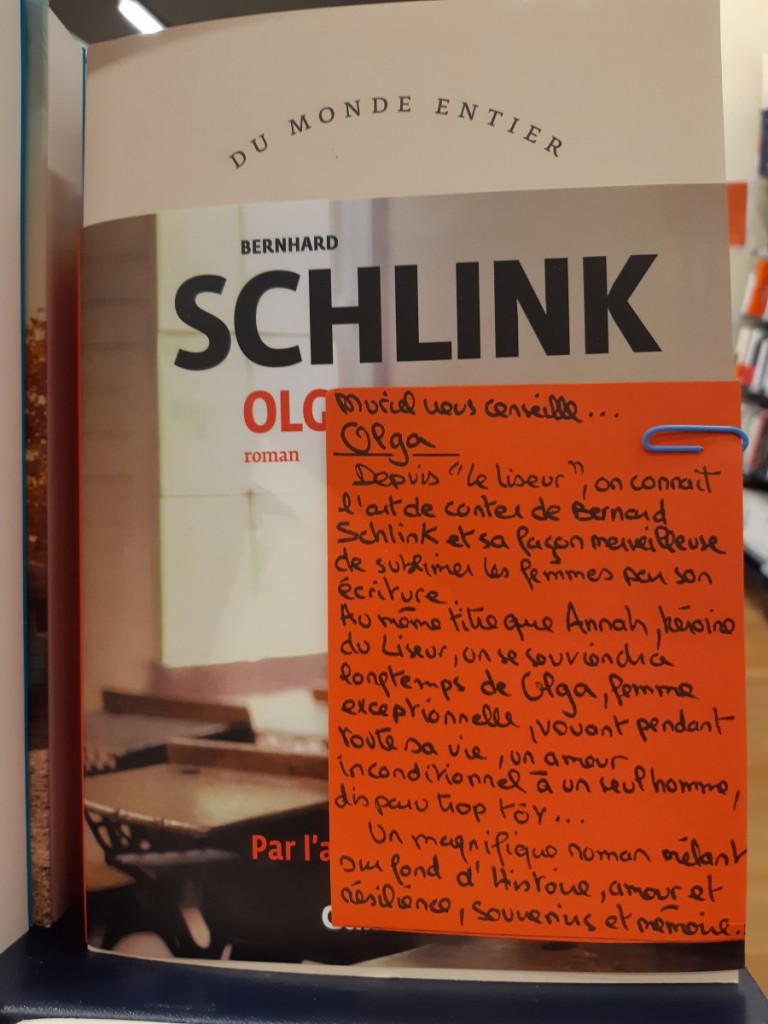 DU MONDE ENTIER
BERNHARD
SCHLINK
OLG
roman
Par l'a
Muriel vous conseille...
Olga
Depuis "Le Liseur", on connait
l'art de conter de Bernard
Schlink et sa façon merveilleuse
de sublimer les femmes par son
écriture.
Au même titre que Annah, héroïne
du Liseur, on se souviendra
longtemps de Olga, femme
exceptionnelle, vouant pendant
toute sa vie, un amour
inconditionnel à un seul homme,
disparu trop tôt...
Un magnifique roman mêlant
sur fond d'Histoire, amour et
résilience, souvenirs et mémoire.